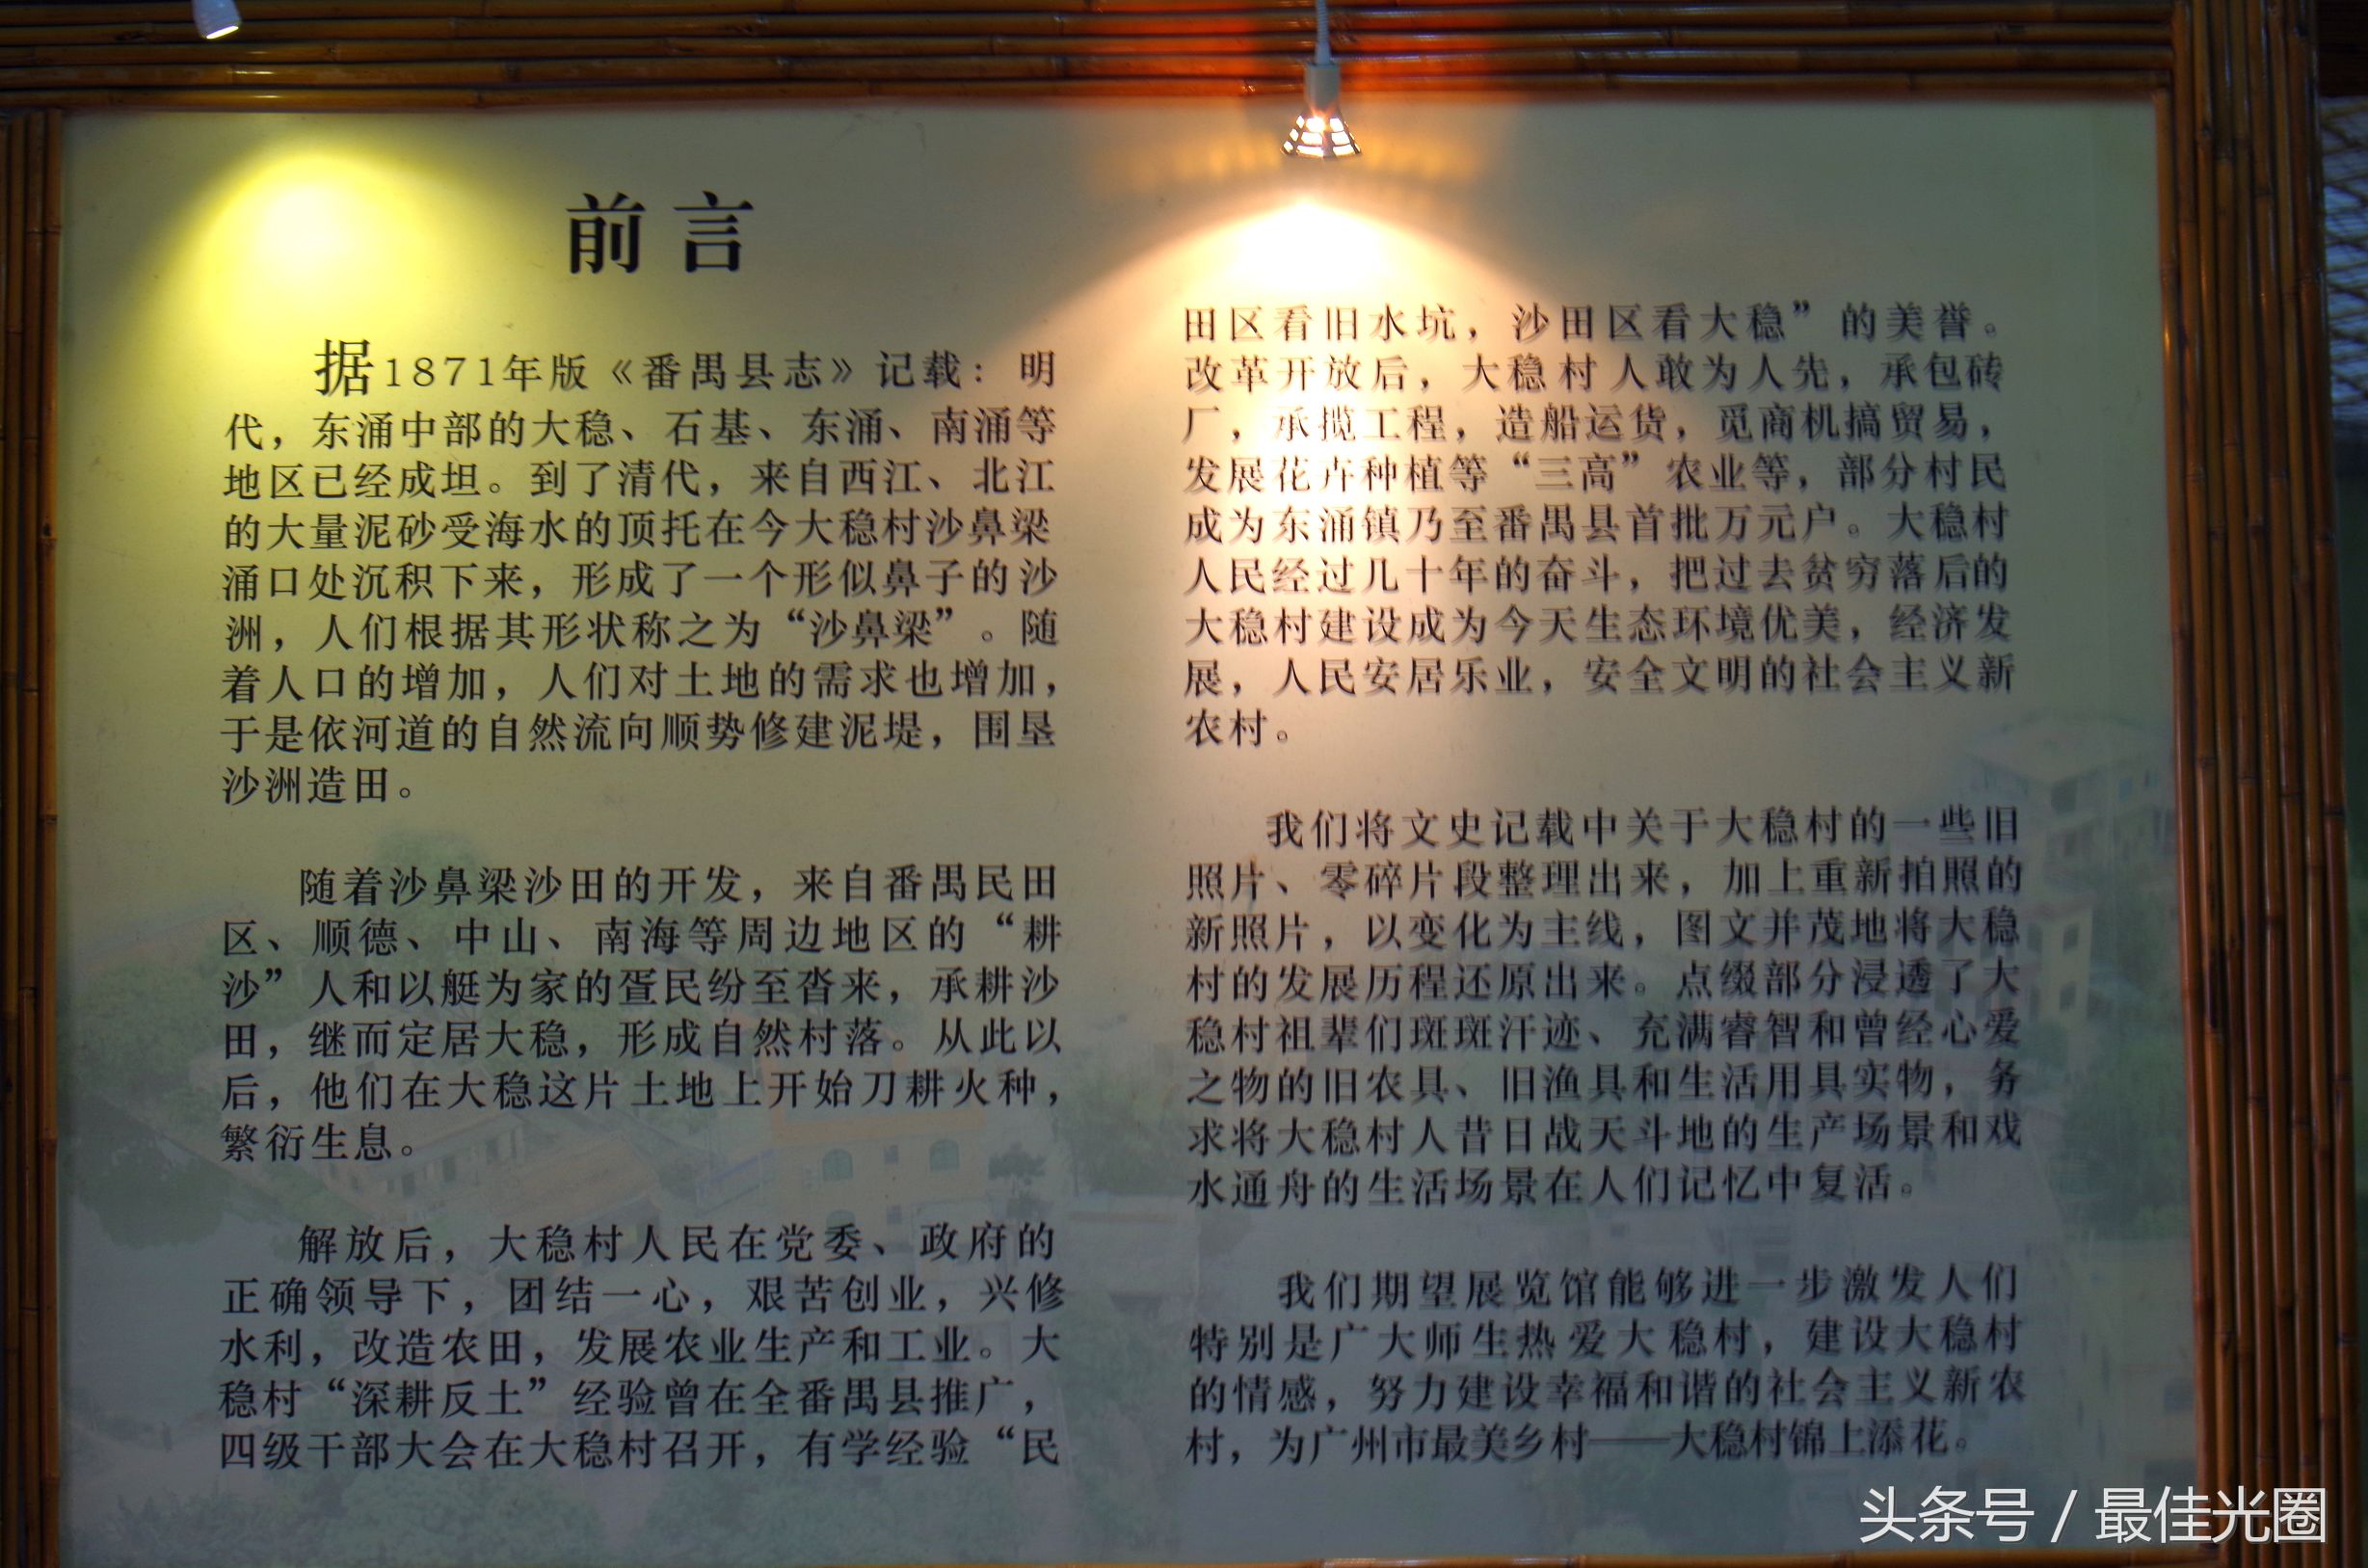 前言
据1871年版《番禺县志》记载：明
代，东涌中部的大稳、石基、东涌、南涌等
地区已经成坦。到了清代，来自西江、北江
的大量泥砂受海水的顶托在今大稳村沙鼻梁
涌口处沉积下来，形成了一个形似鼻子的沙
洲，人们根据其形状称之为“沙鼻梁”。随
着人口的增加，人们对土地的需求也增加，
于是依河道的自然流向顺势修建泥堤，围垦
沙洲造田。
随着沙鼻梁沙田的开发，来自番禺民田
区、顺德、中山、南海等周边地区的“耕
沙”人和以艇为家的疍民纷至沓来，承耕沙
田，继而定居大稳，形成自然村落。从此以
后，他们在大稳这片土地上开始刀耕火种，
繁衍生息。
解放后，大稳村人民在党委、政府的
正确领导下，团结一心，艰苦创业，兴修
水利，改造农田，发展农业生产和工业。大
稳村“深耕反土”经验曾在全番禺县推广，
四级干部大会在大稳村召开，有学经验“民
田区看旧水坑，沙田区看大稳”的美誉。
改革开放后，大稳村人敢为人先，承包砖
厂，承揽工程，造船运货，觅商机搞贸易，
发展花卉种植等“三高”农业等，部分村民
成为东涌镇乃至番禺县首批万元户。大稳村
人民经过几十年的奋斗，把过去贫穷落后的
大稳村建设成为今天生态环境优美，经济发
展，人民安居乐业，安全文明的社会主义新
农村。
我们将文史记载中关于大稳村的一些旧
照片、零碎片段整理出来，加上重新拍照的
新照片，以变化为主线，图文并茂地将大稳
村的发展历程还原出来。点缀部分浸透了大
稳村祖辈们斑斑汗迹、充满睿智和曾经心爱
之物的旧农具、旧渔具和生活用具实物，务
求将大稳村人昔日战天斗地的生产场景和戏
水通舟的生活场景在人们记忆中复活。
我们期望展览馆能够进一步激发人们
特别是广大师生热爱大稳村，建设大稳村
的情感，努力建设幸福和谐的社会主义新农
村，为广州市最美乡村——大稳村锦上添花。
头条号 / 最佳光圈